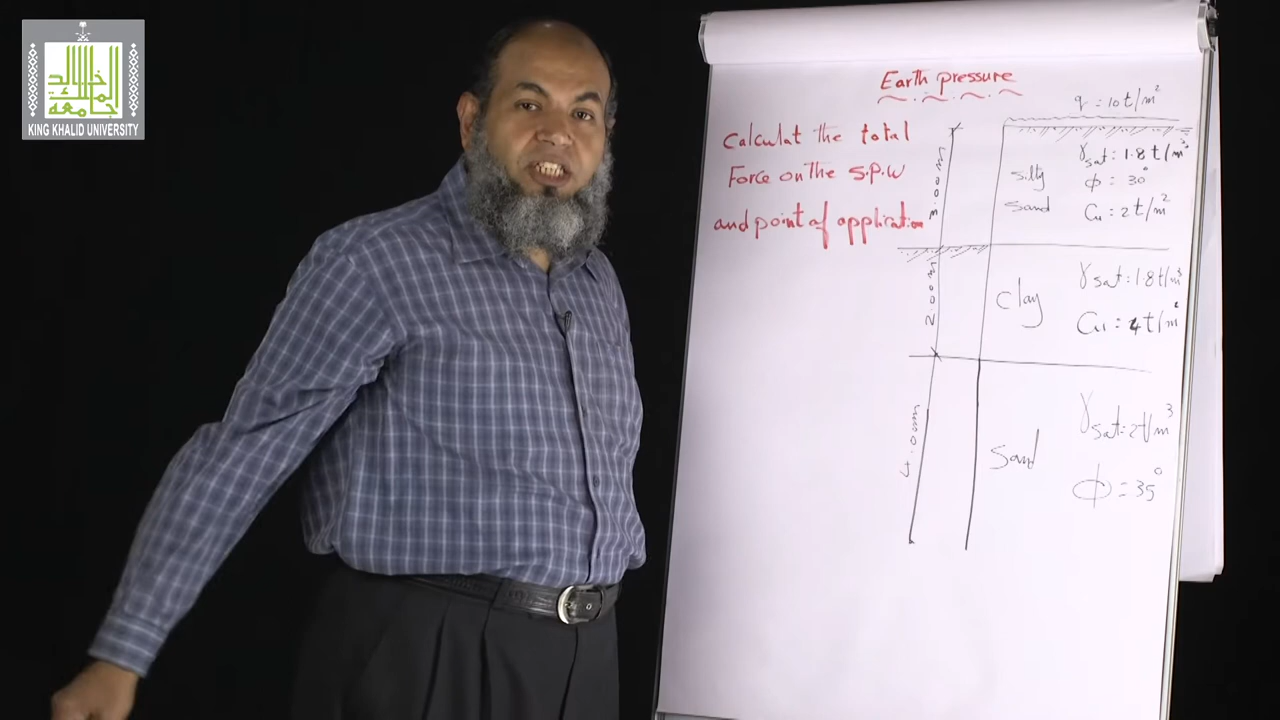 جامعة
الملك خالد
KING KHALID UNIVERSITY
Earth pressure
Calculat the total
Force on the S.P.W
and point of application
q = 10 t/m²
3.00 m
silty
sand
γsat = 1.8 t/m³
ϕ = 30°
Cu = 2 t/m²
2.00 m
clay
γsat = 1.8 t/m³
Cu = 4 t/m²
4.00 m
Sand
γsat = 2 t/m³
ϕ = 35°